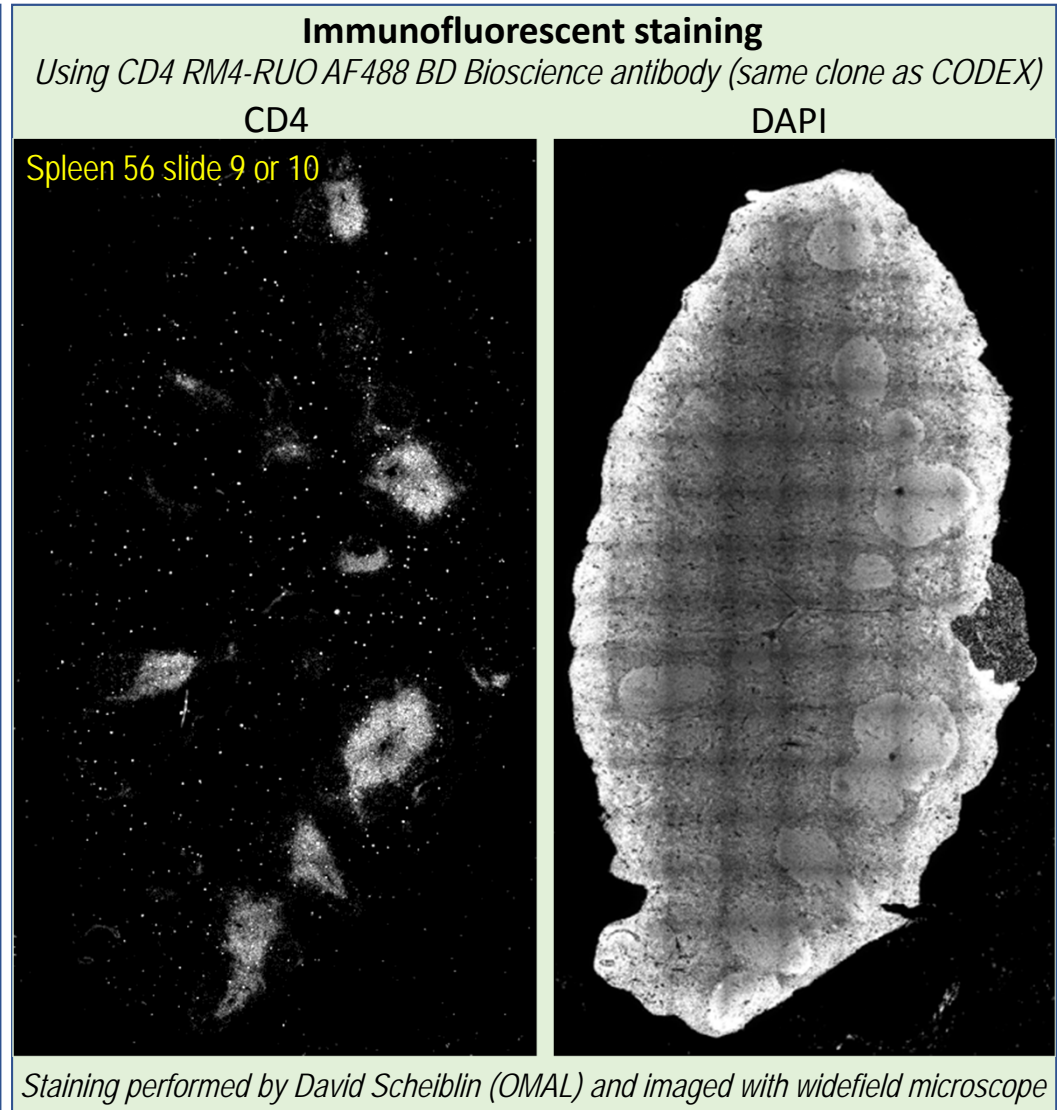 Immunofluorescent staining
Using CD4 RM4-RUO AF488 BD Bioscience antibody (same clone as CODEX)
CD4
DAPI
Spleen 56 slide 9 or 10
Staining performed by David Scheiblin (OMAL) and imaged with widefield microscope